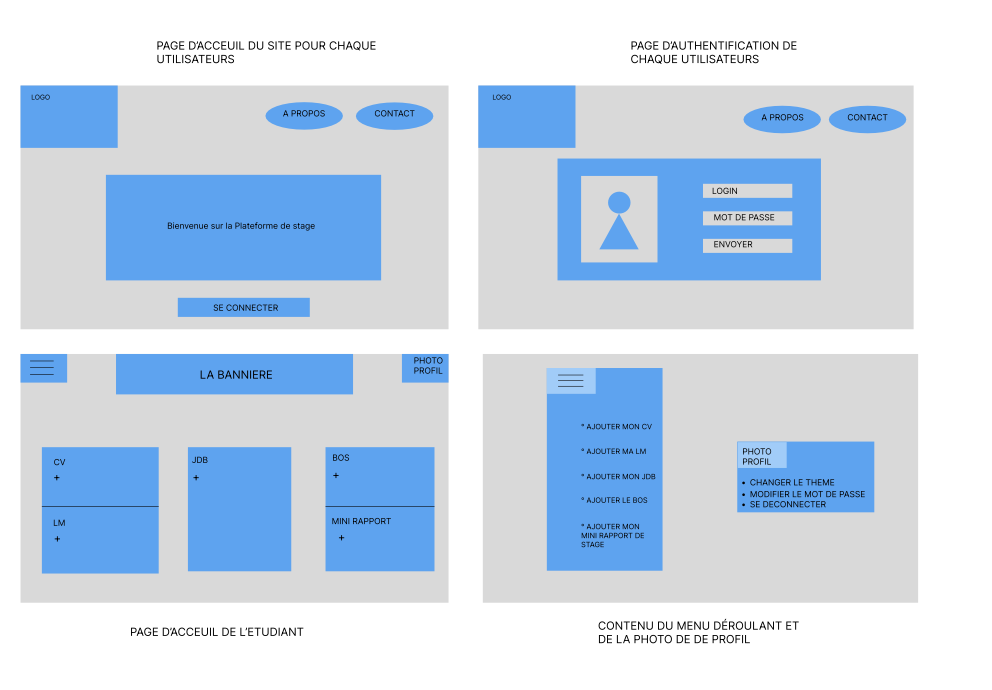 PAGE D'ACCEUIL DU SITE POUR CHAQUE
UTILISATEURS
LOGO
A PROPOS
CONTACT
Bienvenue sur la Plateforme de stage
SE CONNECTER
PAGE D'AUTHENTIFICATION DE
CHAQUE UTILISATEURS
LOGO
A PROPOS
CONTACT
LOGIN
MOT DE PASSE
ENVOYER
LA BANNIERE
PHOTO
PROFIL
CV
+
LM
+
JDB
+
BOS
+
MINI RAPPORT
+
PAGE D'ACCEUIL DE L'ETUDIANT
° AJOUTER MON CV
° AJOUTER MA LM
° AJOUTER MON JDB
° AJOUTER LE BOS
° AJOUTER MON
MINI RAPPORT DE
STAGE
PHOTO
PROFIL
• CHANGER LE THEME
• MODIFIER LE MOT DE PASSE
• SE DECONNECTER
CONTENU DU MENU DÉROULANT ET
DE LA PHOTO DE DE PROFIL